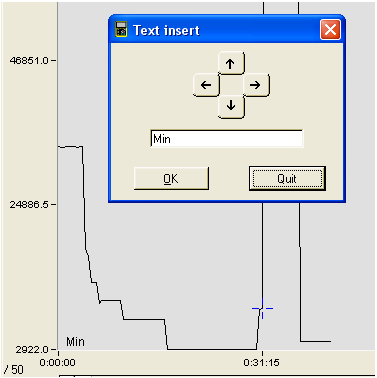 Text insert
46851.0
Min
OK
Quit
24886.5
Min
2922.0
0:00:00
0:31:15
/ 50